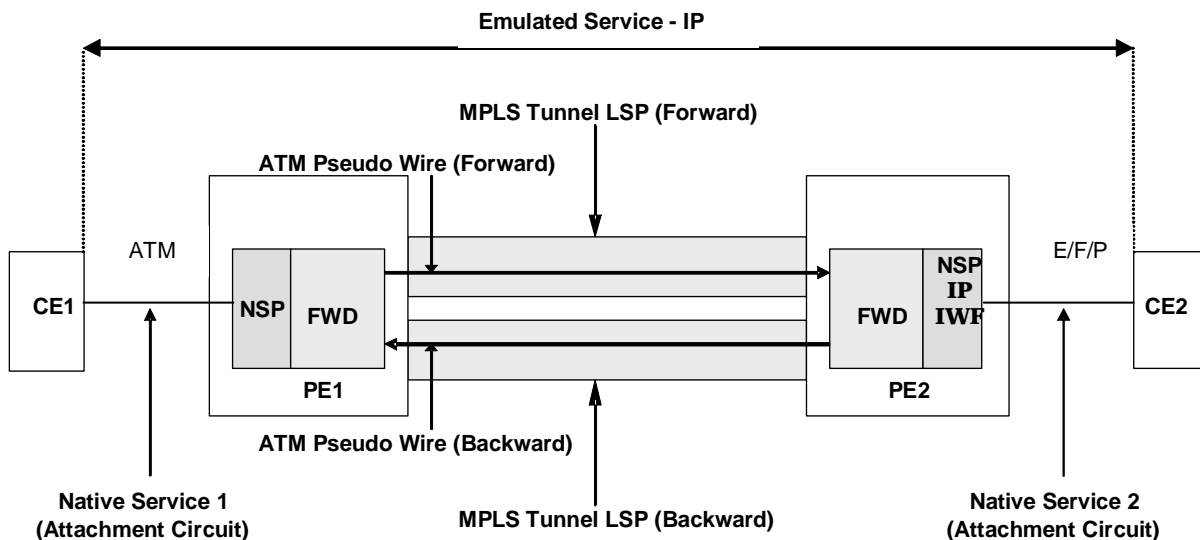 Emulated Service - IP
MPLS Tunnel LSP (Forward)
ATM Pseudo Wire (Forward)
ATM
E/F/P
CE1
NSP
FWD
PE1
FWD
NSP
IP
IWF
PE2
CE2
ATM Pseudo Wire (Backward)
Native Service 1
(Attachment Circuit)
MPLS Tunnel LSP (Backward)
Native Service 2
(Attachment Circuit)